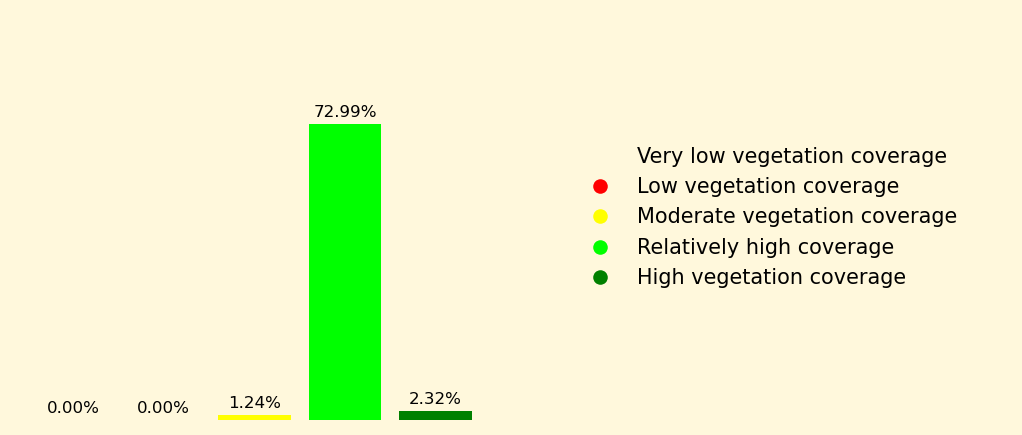 72.99%
0.00%
0.00%
1.24%
2.32%
Very low vegetation coverage
Low vegetation coverage
Moderate vegetation coverage
Relatively high coverage
High vegetation coverage